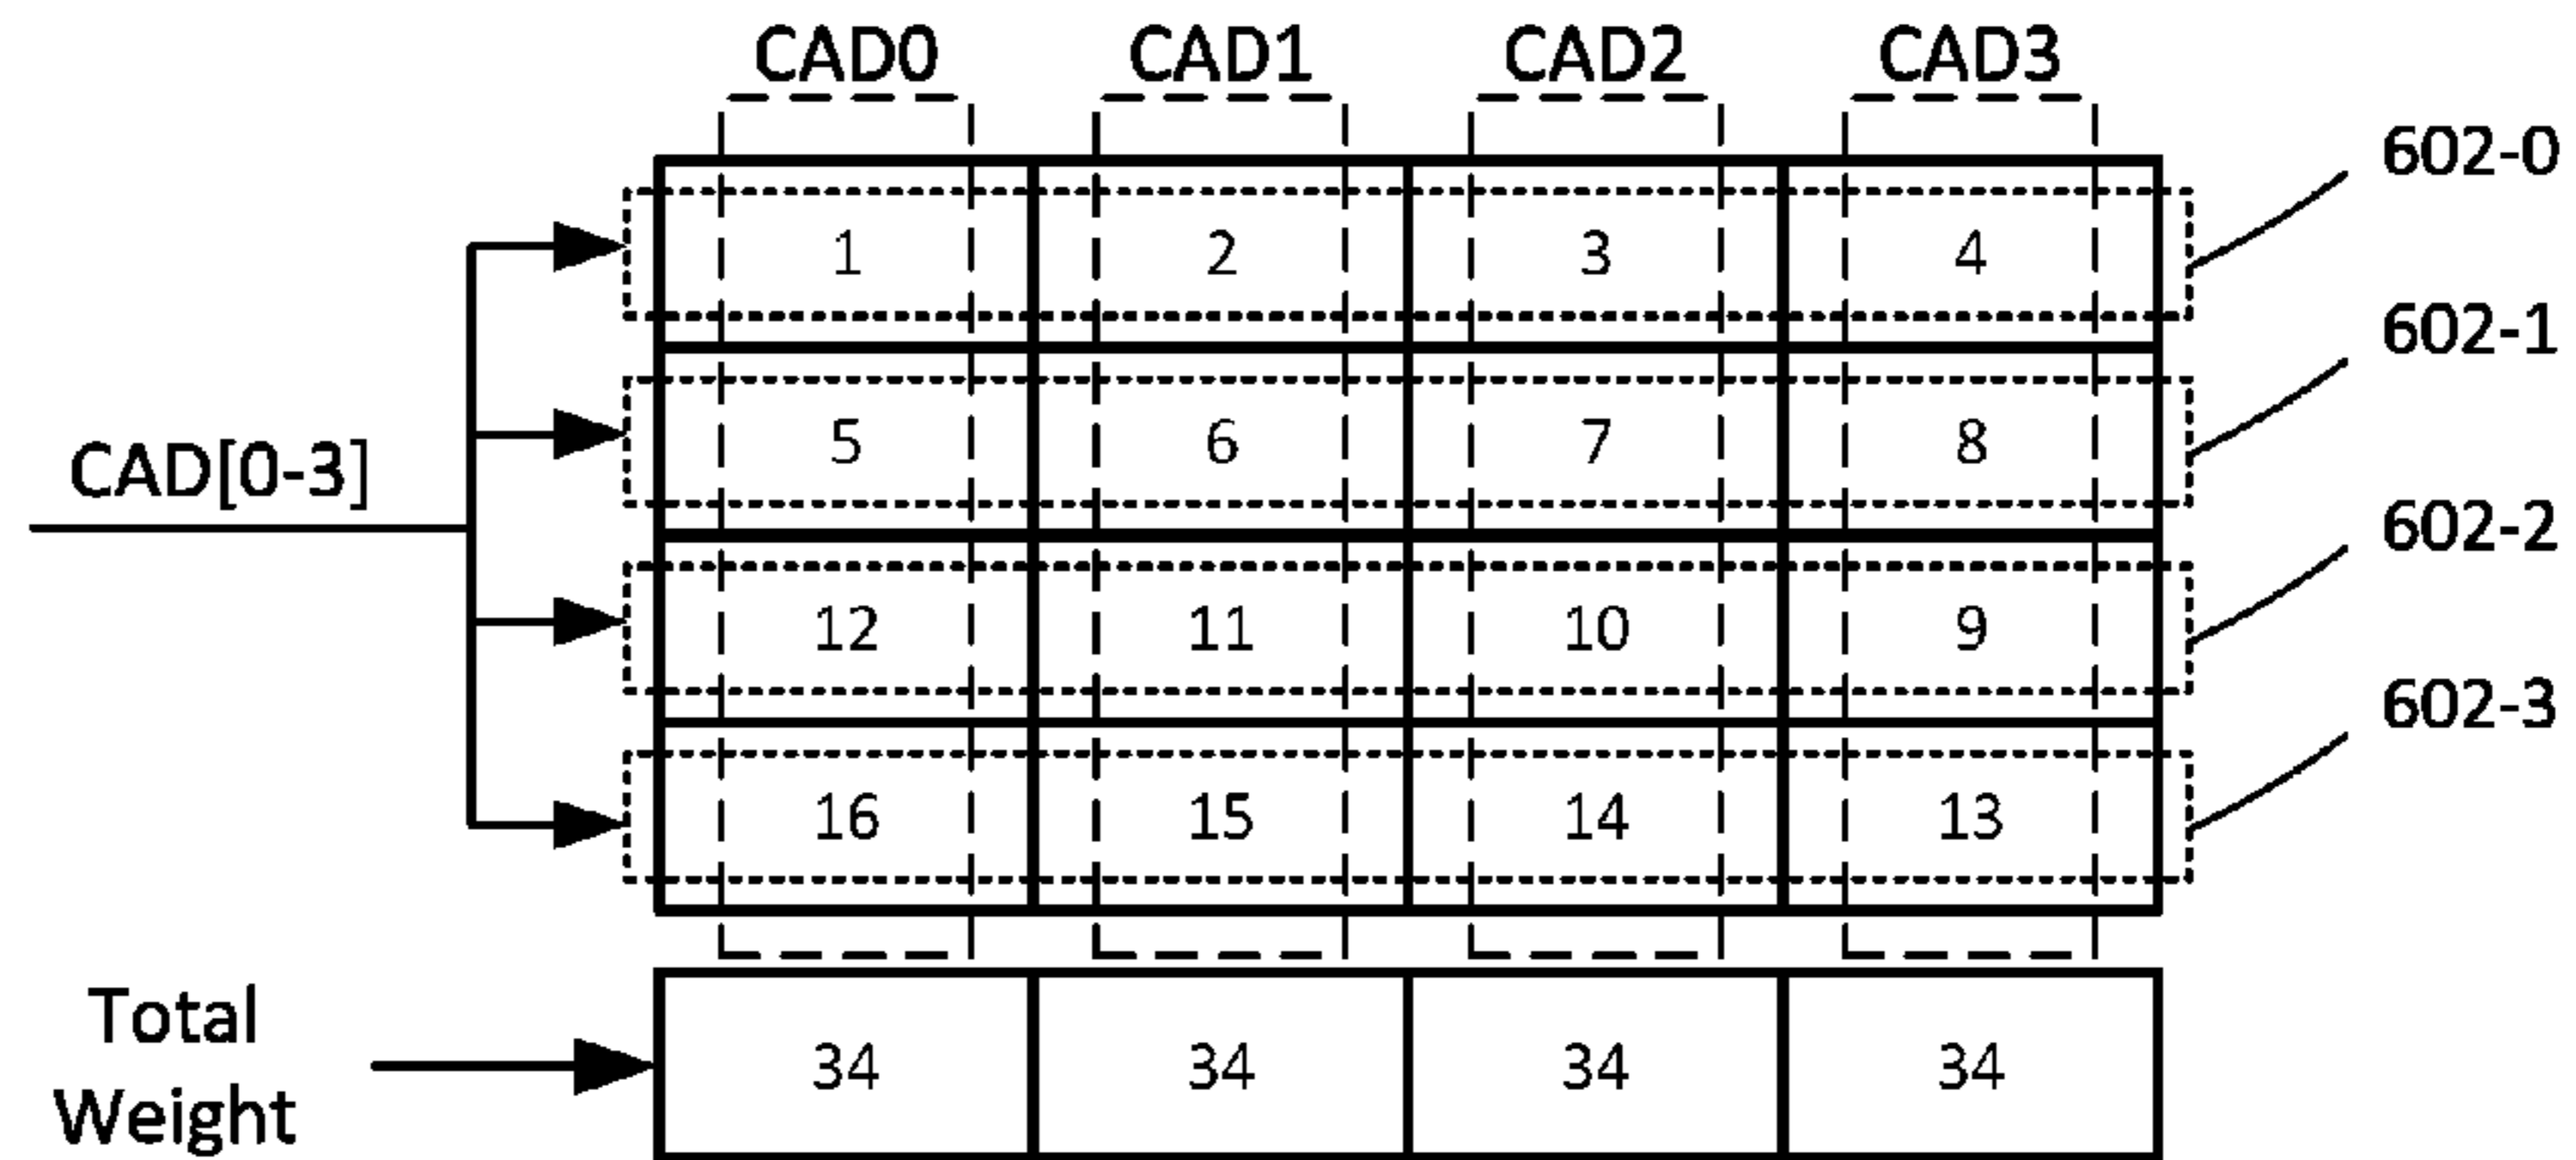 CAD0 CAD1 CAD2 CAD3
602-0
1 2 3 4
602-1
5 6 7 8
CAD[0-3]
602-2
12 11 10 9
602-3
16 15 14 13
Total
Weight
34 34 34 34